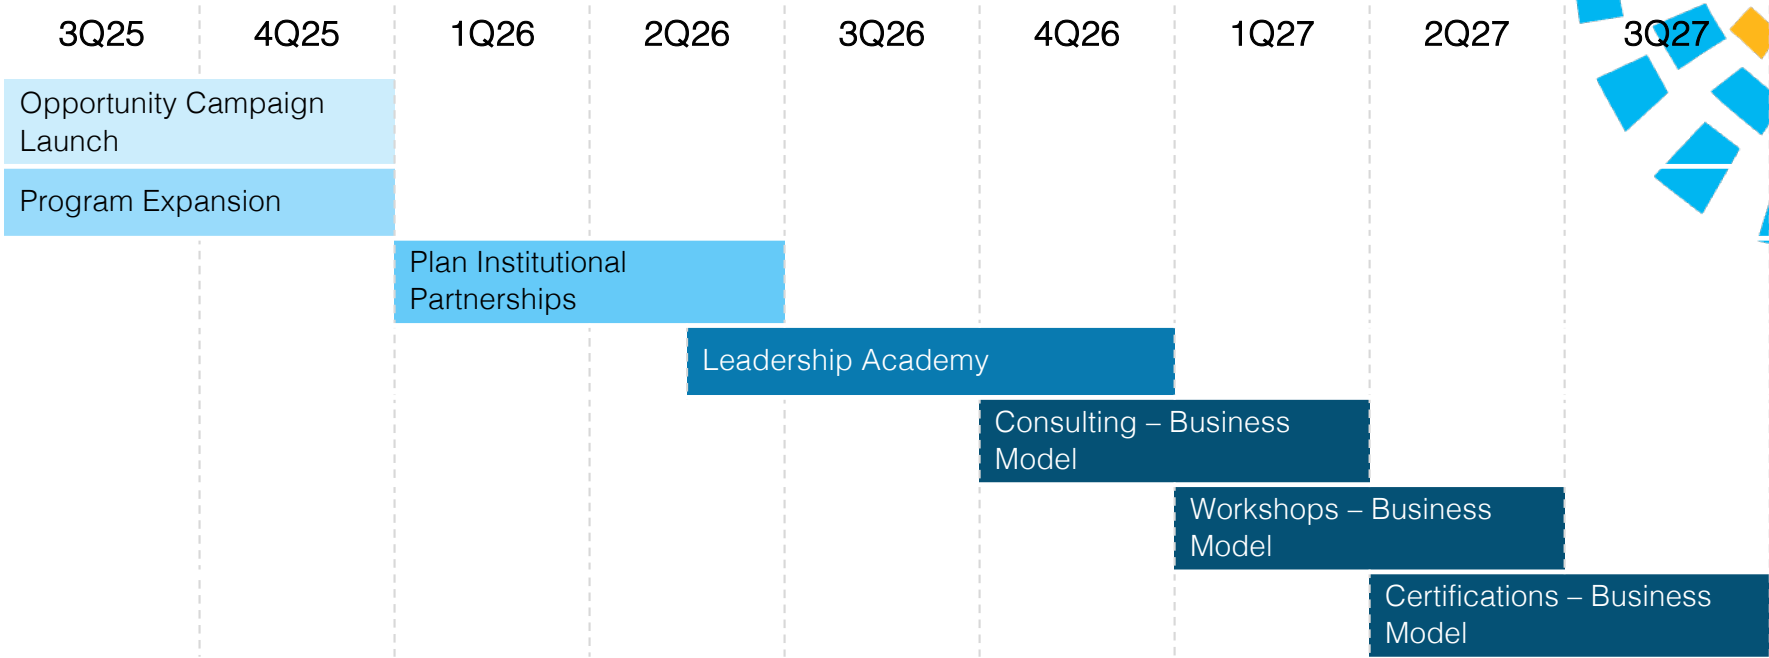 3Q25 4Q25 1Q26 2Q26 3Q26 4Q26 1Q27 2Q27 3Q27
Opportunity Campaign
Launch
Program Expansion
Plan Institutional
Partnerships
Leadership Academy
Consulting – Business
Model
Workshops – Business
Model
Certifications – Business
Model